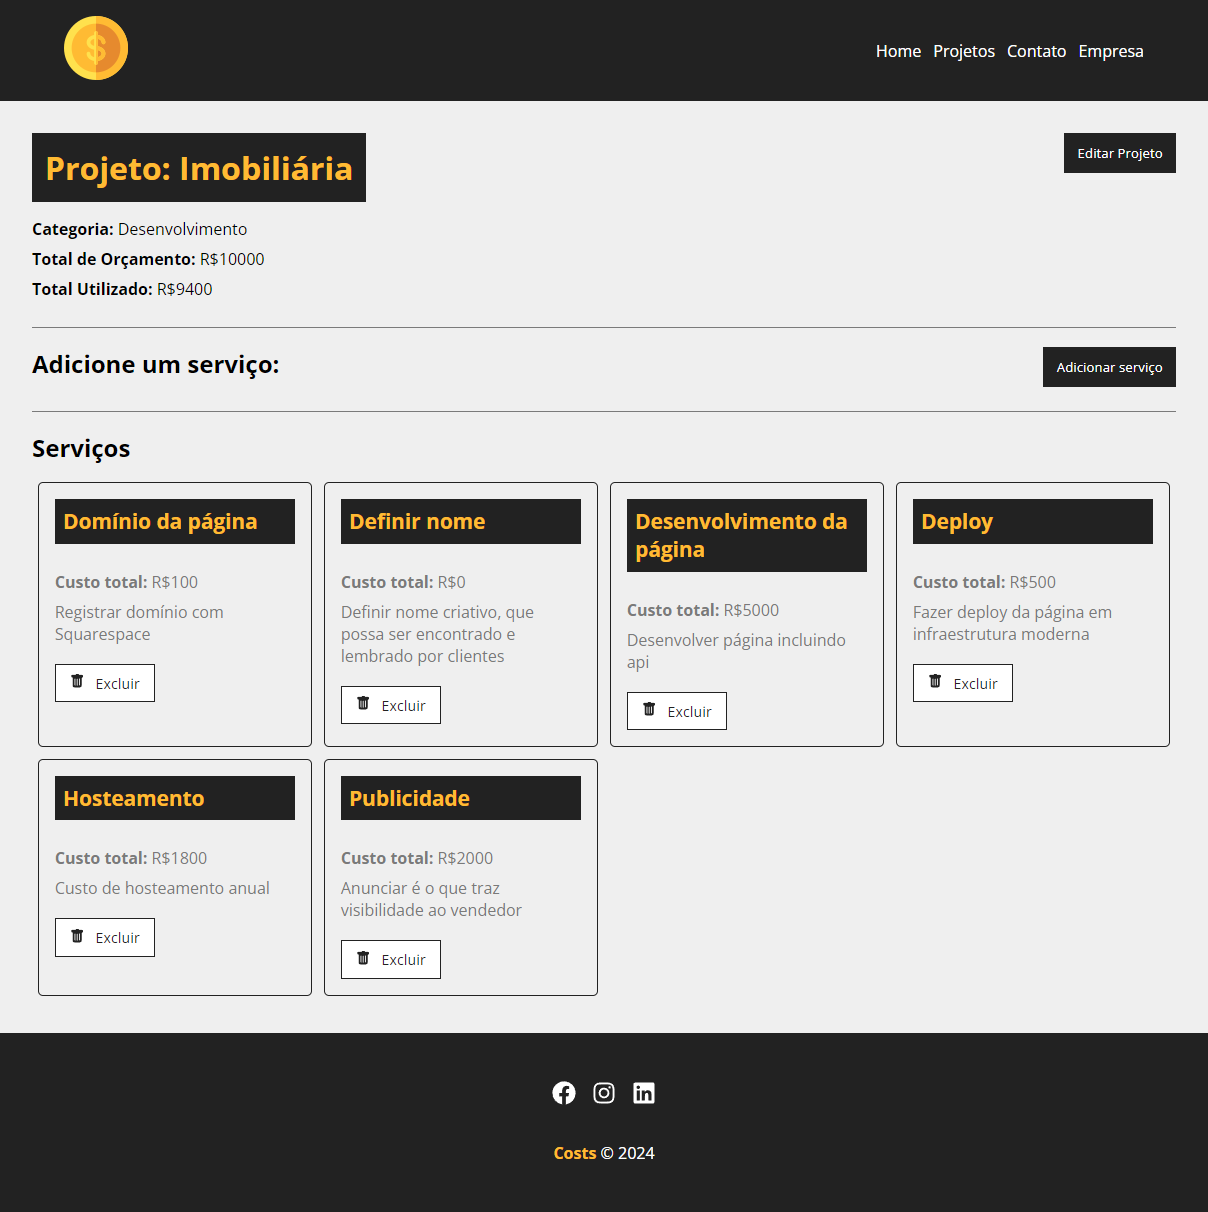 $
Home Projetos Contato Empresa
Projeto: Imobiliária
Editar Projeto
Categoria: Desenvolvimento
Total de Orçamento: R$10000
Total Utilizado: R$9400
Adicione um serviço:
Adicionar serviço
Serviços
Domínio da página
Custo total: R$100
Registrar domínio com
Squarespace
Excluir
Definir nome
Custo total: R$0
Definir nome criativo, que
possa ser encontrado e
lembrado por clientes
Excluir
Desenvolvimento da
página
Custo total: R$5000
Desenvolver página incluindo
api
Excluir
Deploy
Custo total: R$500
Fazer deploy da página em
infraestrutura moderna
Excluir
Hosteamento
Custo total: R$1800
Custo de hosteamento anual
Excluir
Publicidade
Custo total: R$2000
Anunciar é o que traz
visibilidade ao vendedor
Excluir
Costs © 2024